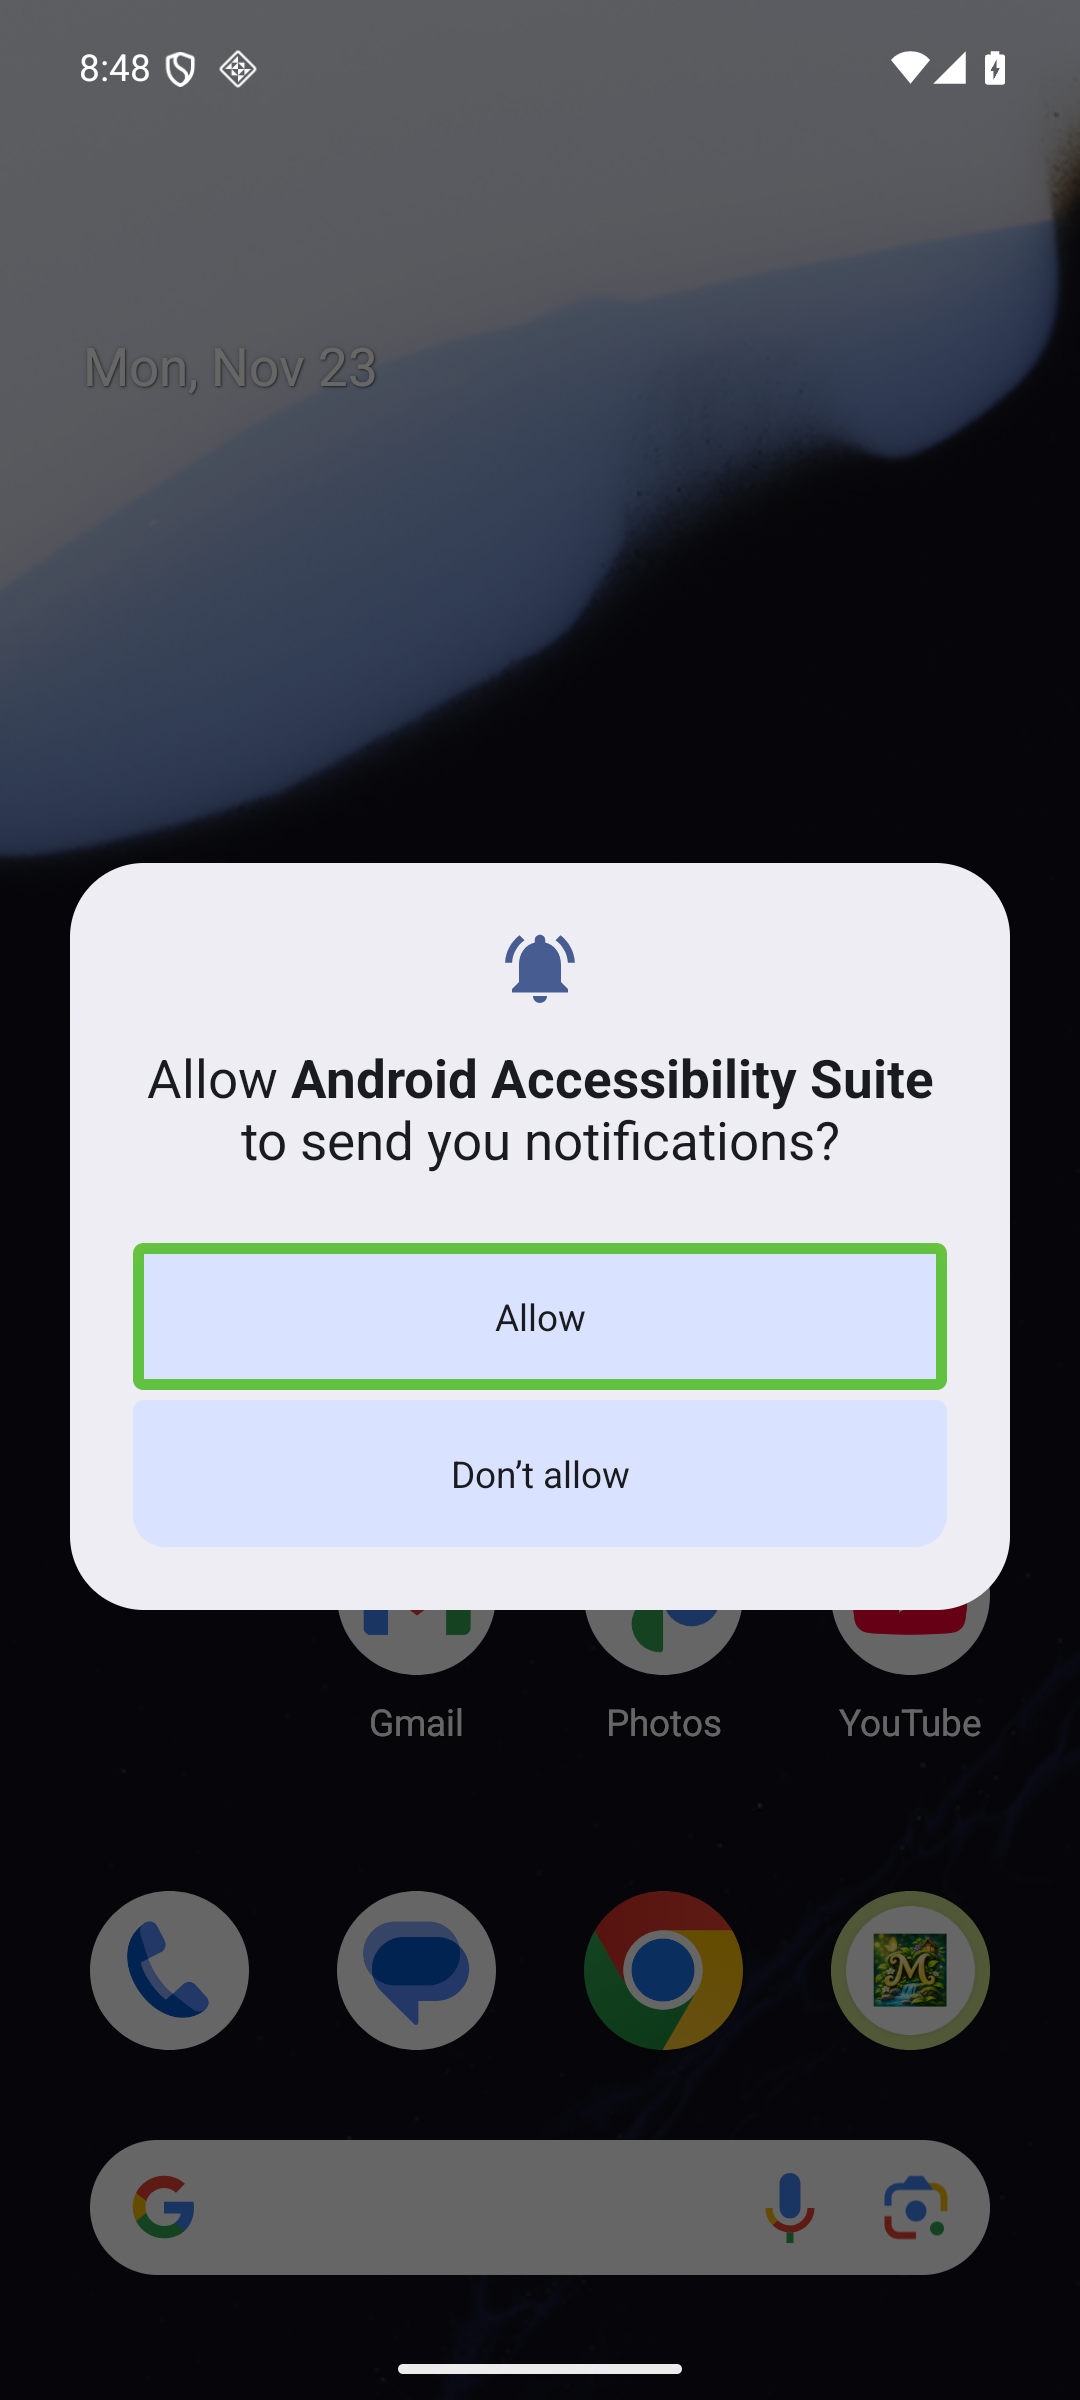 8:48
Mon, Nov 23
Allow Android Accessibility Suite
to send you notifications?
Allow
Don’t allow
Gmail
Photos
YouTube
M
G